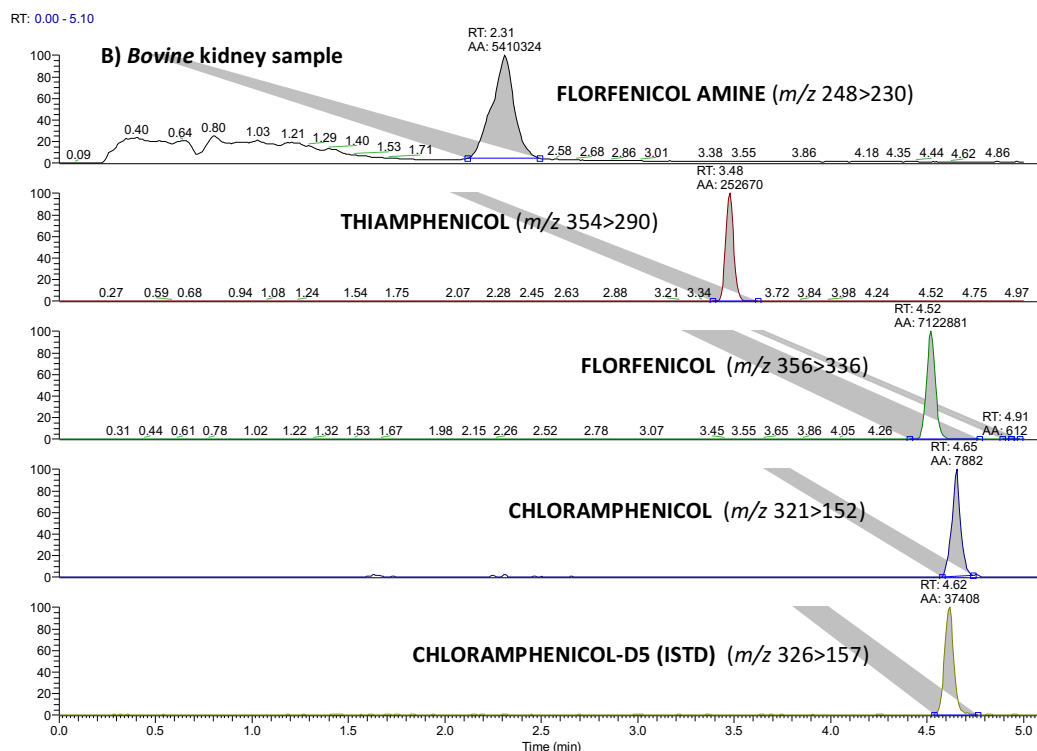 RT: 0.00 - 5.10
B) Bovine kidney sample
RT: 2.31
AA: 5410324
FLORFENICOL AMINE (m/z 248>230)
100
80
60
40
20
0
0.09 0.40 0.64 0.80 1.03 1.21 1.29 1.40 1.53 1.71 2.58 2.68 2.86 3.01 3.38 3.55 3.86 4.18 4.35 4.44 4.62 4.86
RT: 3.48
AA: 252670
THIAMPHENICOL (m/z 354>290)
100
80
60
40
20
0
0.27 0.59 0.68 0.94 1.08 1.24 1.54 1.75 2.07 2.28 2.45 2.63 2.88 3.21 3.34 3.72 3.84 3.98 4.24 4.52 4.75 4.97
RT: 4.52
AA: 7122881
FLORFENICOL (m/z 356>336)
100
80
60
40
20
0
0.31 0.44 0.61 0.78 1.02 1.22 1.32 1.53 1.67 1.98 2.15 2.26 2.52 2.78 3.07 3.45 3.55 3.65 3.86 4.05 4.26
RT: 4.91
AA: 612
RT: 4.65
AA: 7882
CHLORAMPHENICOL (m/z 321>152)
100
80
60
40
20
0
RT: 4.62
AA: 37408
CHLORAMPHENICOL-D5 (ISTD) (m/z 326>157)
100
80
60
40
20
0
0.0 0.5 1.0 1.5 2.0 2.5 3.0 3.5 4.0 4.5 5.0
Time (min)